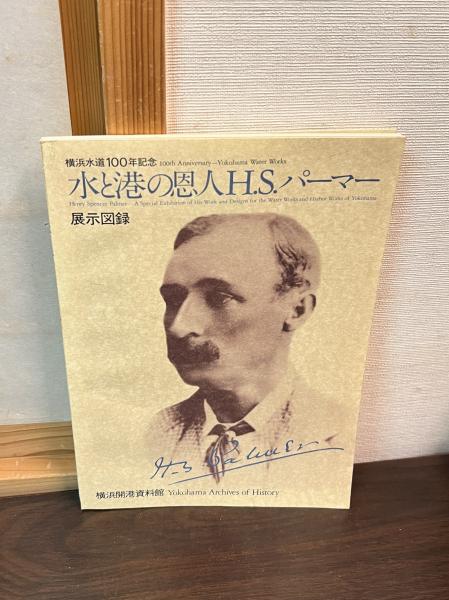 横浜水道100年記念 100th Anniversary—Yokohama Water Works
水と港の恩人H.S.パーマー
Henry Spencer Palmer—A Special Exhibition of His Work and Designs for the Water Works and Harbor Works of Yokohama
展示図録
H.S. Palmer
横浜開港資料館 Yokohama Archives of History